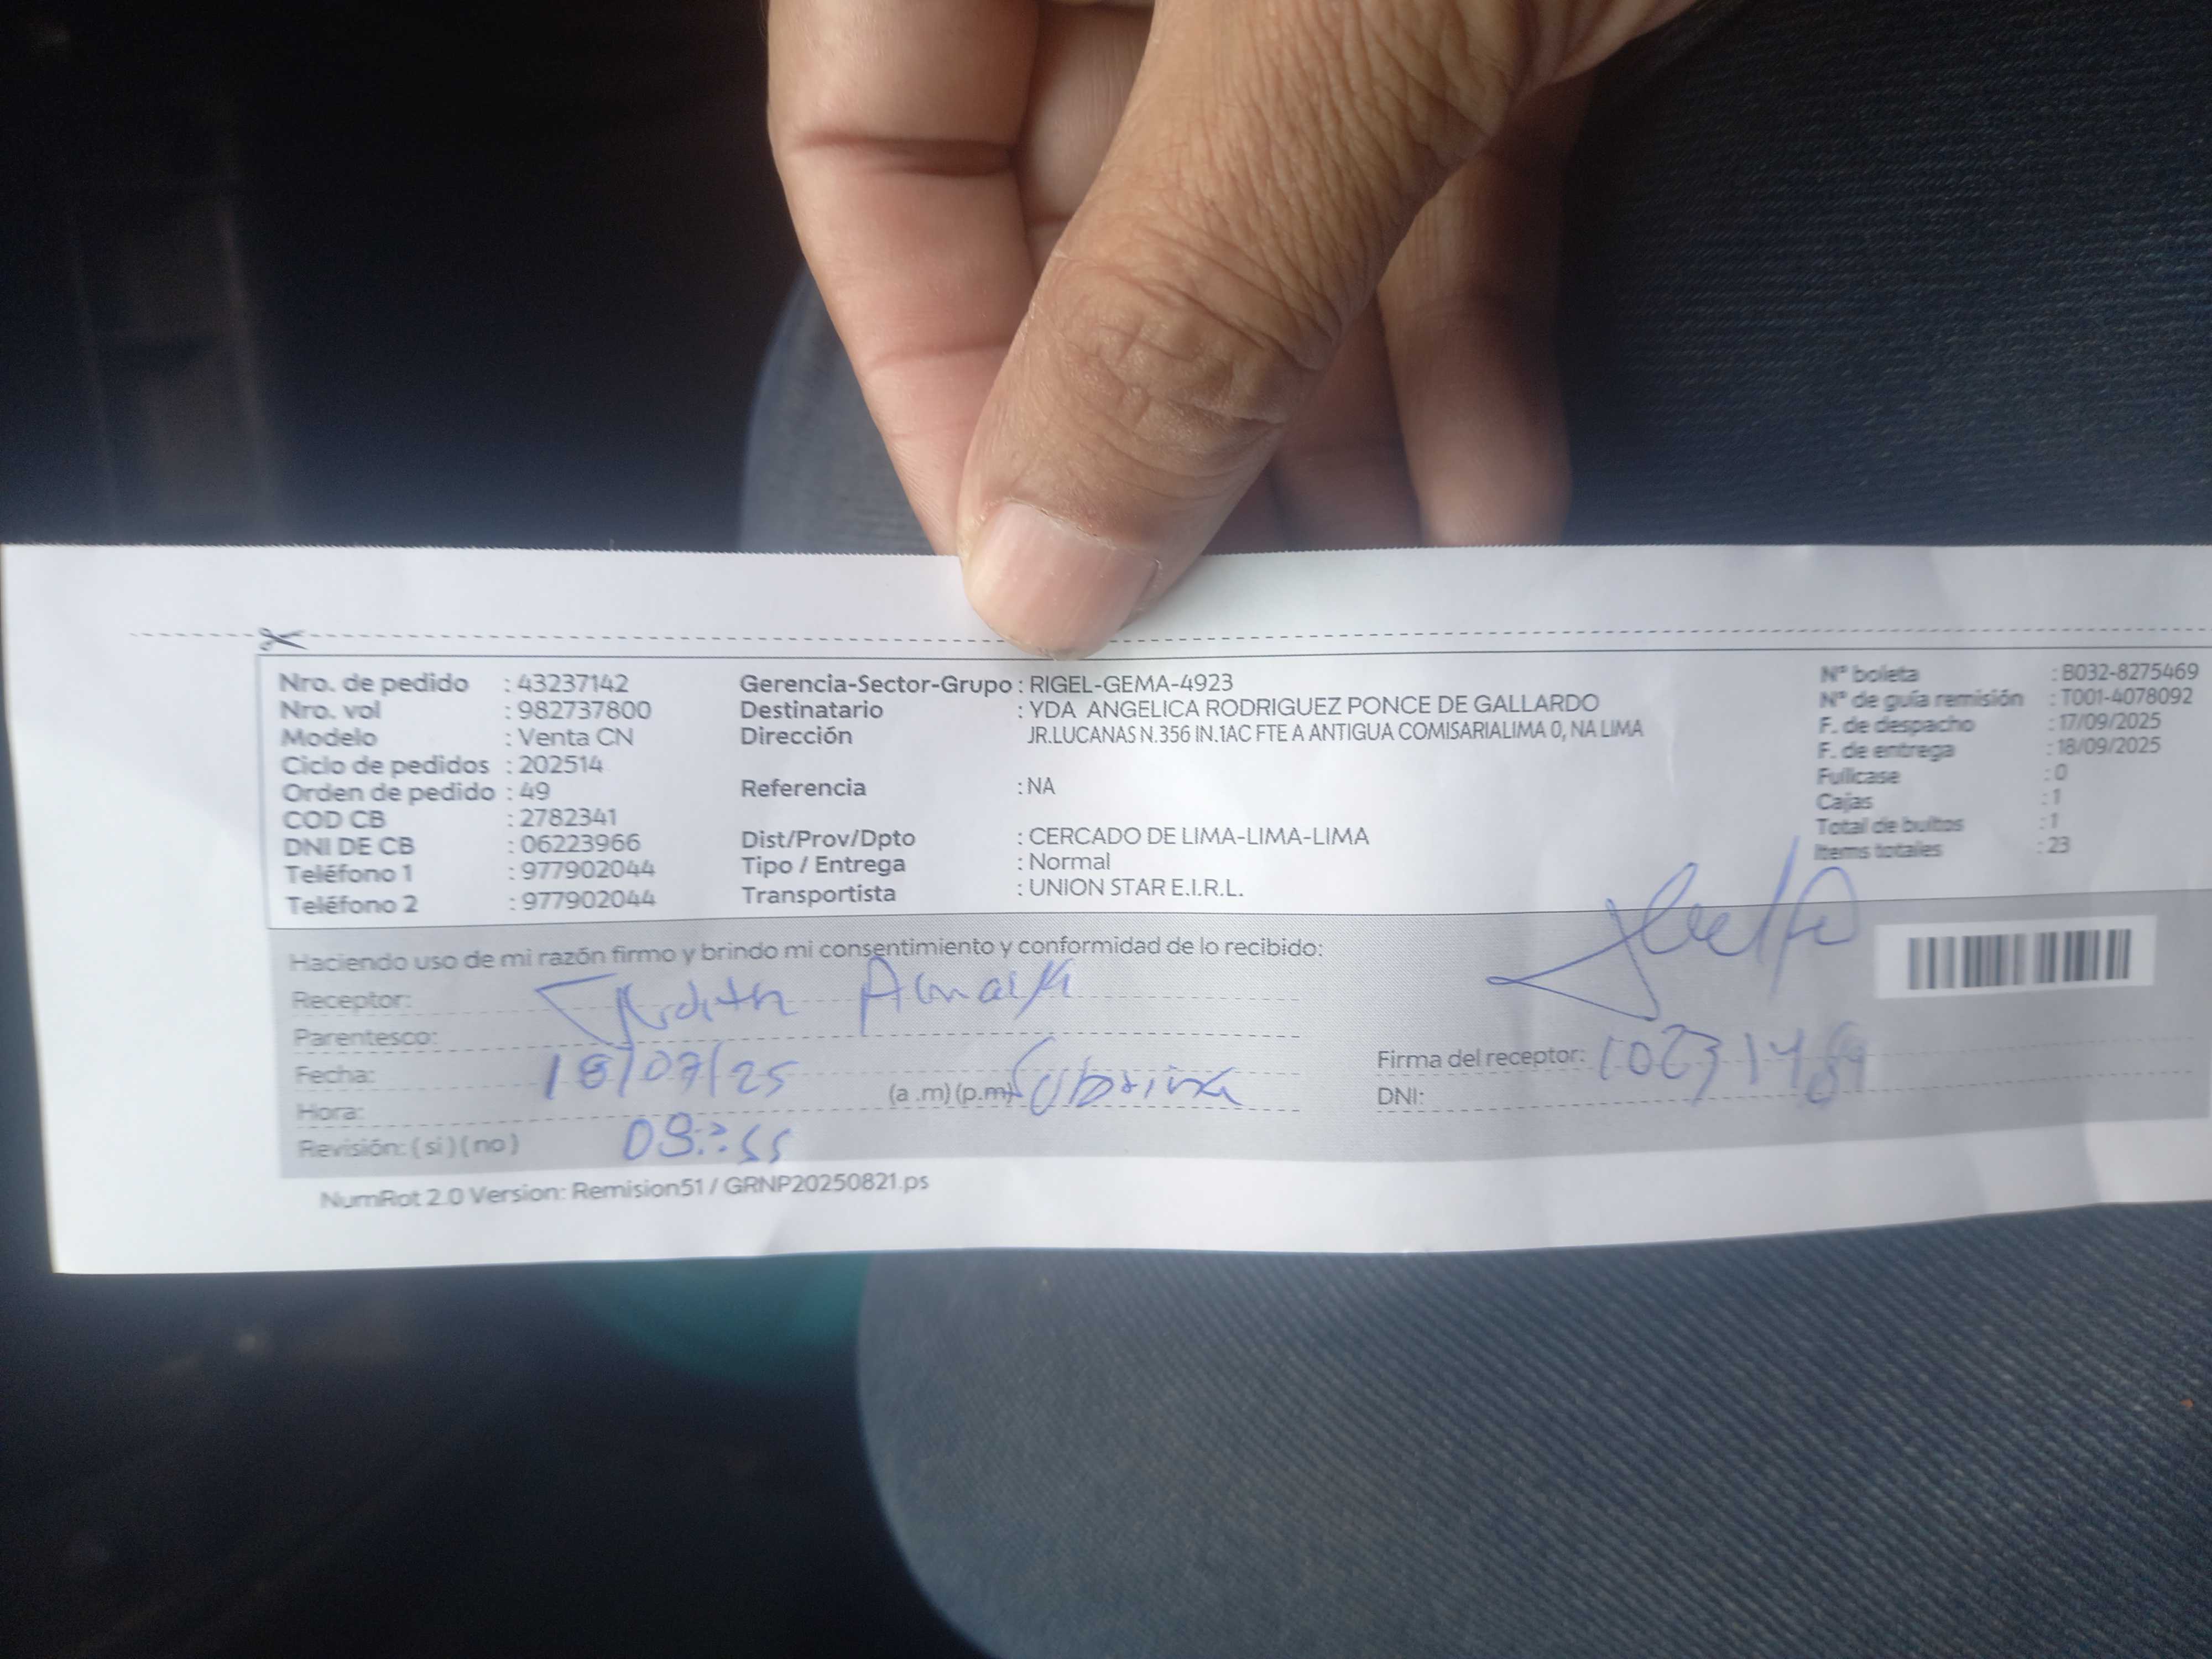 Nro. de pedido : 43237142
Nro. vol : 982737800
Modelo : Venta CN
Ciclo de pedidos : 202514
Orden de pedido : 49
COD CB : 2782341
DNI DE CB : 06223966
Teléfono 1 : 977902044
Teléfono 2 : 977902044
Gerencia-Sector-Grupo : RIGEL-GEMA-4923
Destinatario : YDA ANGELICA RODRIGUEZ PONCE DE GALLARDO
Dirección JR.LUCANAS N.356 IN.1AC FTE A ANTIGUA COMISARIALIMA 0, NA LIMA
Referencia : NA
Dist/Prov/Dpto : CERCADO DE LIMA-LIMA-LIMA
Tipo / Entrega : Normal
Transportista : UNION STAR E.I.R.L.
Nº boleta : B032-8275469
Nº de guía remisión : T001-4078092
F. de despacho : 17/09/2025
F. de entrega : 18/09/2025
Fullcase : 0
Cajas : 1
Total de bultos : 1
Items totales : 23
Haciendo uso de mi razón firmo y brindo mi consentimiento y conformidad de lo recibido:
Receptor:
Parentesco:
Fecha: 18/07/25
Hora: (a .m) (p.m)
Revisión: ( si ) ( no )
Firma del receptor:
DNI:
NumRot 2.0 Version: Remision51 / GRNP20250821.ps